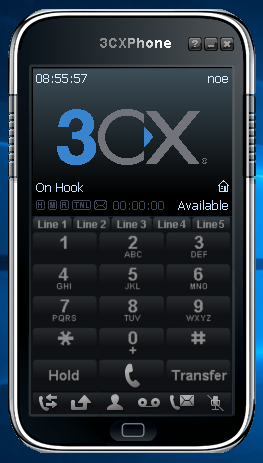 3CXPhone
08:55:57 noe
3CX
On Hook
H M R TNL 00:00:00 Available
Line 1 Line 2 Line 3 Line 4 Line 5
1 2 3
ABC DEF
4 5 6
GHI JKL MNO
7 8 9
PQRS TUV WXYZ
* 0 #
+
Hold Transfer